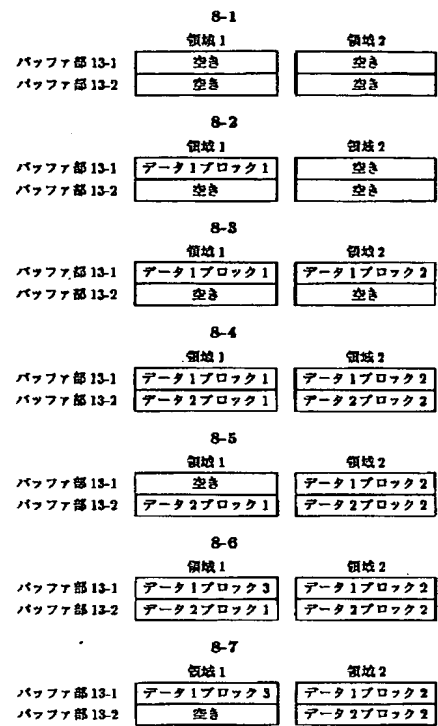 8-1
領域1 領域2
バッファ部13-1 空き 空き
バッファ部13-2 空き 空き
8-2
領域1 領域2
バッファ部13-1 データ1ブロック1 空き
バッファ部13-2 空き 空き
8-3
領域1 領域2
バッファ部13-1 データ1ブロック1 データ1ブロック2
バッファ部13-2 空き 空き
8-4
領域1 領域2
バッファ部13-1 データ1ブロック1 データ1ブロック2
バッファ部13-2 データ2ブロック1 データ2ブロック2
8-5
領域1 領域2
バッファ部13-1 空き データ1ブロック2
バッファ部13-2 データ2ブロック1 データ2ブロック2
8-6
領域1 領域2
バッファ部13-1 データ1ブロック3 データ1ブロック2
バッファ部13-2 データ2ブロック1 データ2ブロック2
8-7
領域1 領域2
バッファ部13-1 データ1ブロック3 データ1ブロック2
バッファ部13-2 空き データ2ブロック2